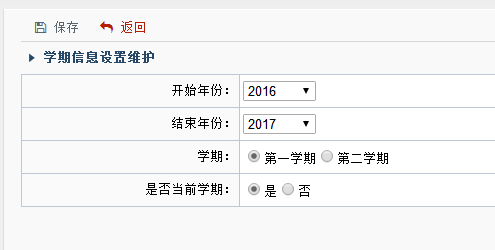 保存 返回
学期信息设置维护
开始年份： 2016
结束年份： 2017
学期： 第一学期 第二学期
是否当前学期： 是 否